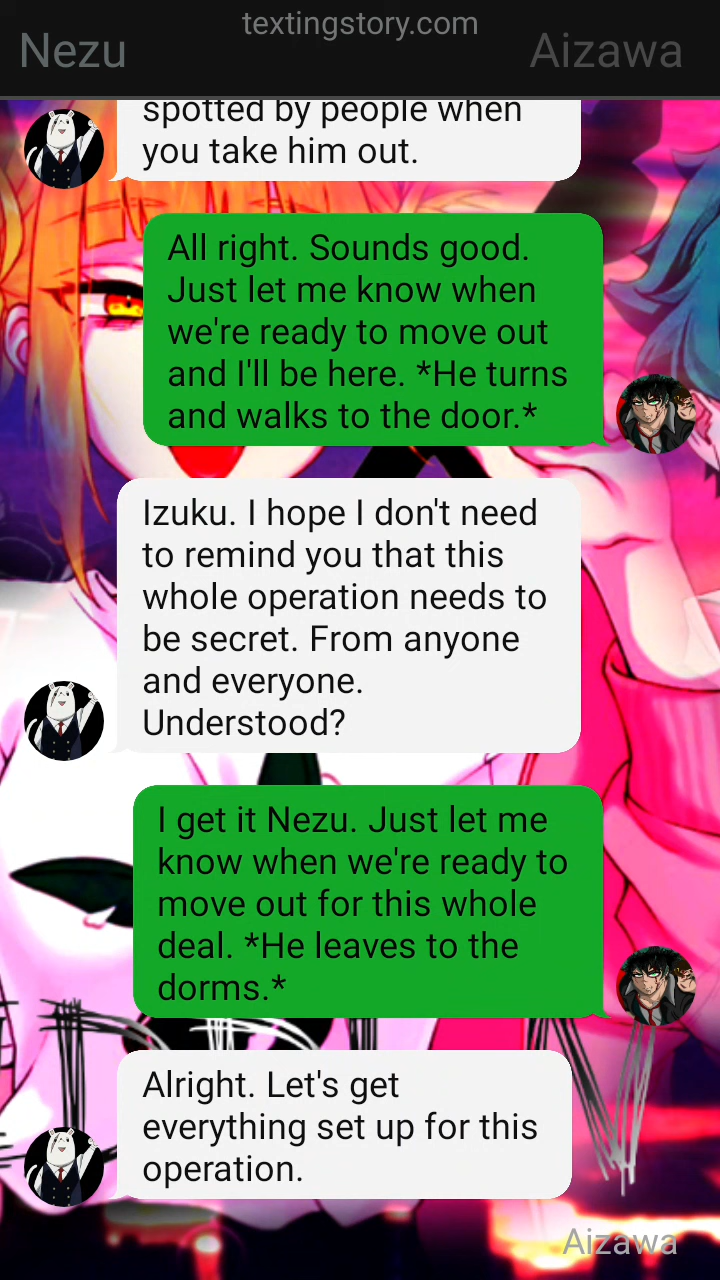 textingstory.com
Nezu
Aizawa
spotted by people when
you take him out.
All right. Sounds good.
Just let me know when
we're ready to move out
and I'll be here. *He turns
and walks to the door.*
Izuku. I hope I don't need
to remind you that this
whole operation needs to
be secret. From anyone
and everyone.
Understood?
I get it Nezu. Just let me
know when we're ready to
move out for this whole
deal. *He leaves to the
dorms.*
Alright. Let's get
everything set up for this
operation.
Aizawa